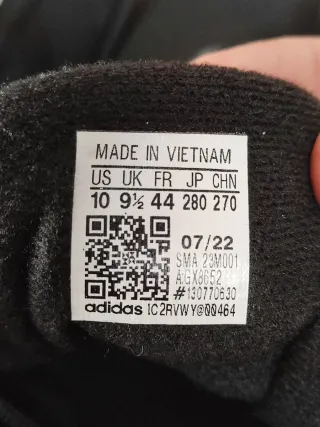 MADE IN VIETNAM
US UK FR JP CHN
10 9½ 44 280 270
07/22
SMA 23M001
#130770630
adidas IC2RVWY@00464